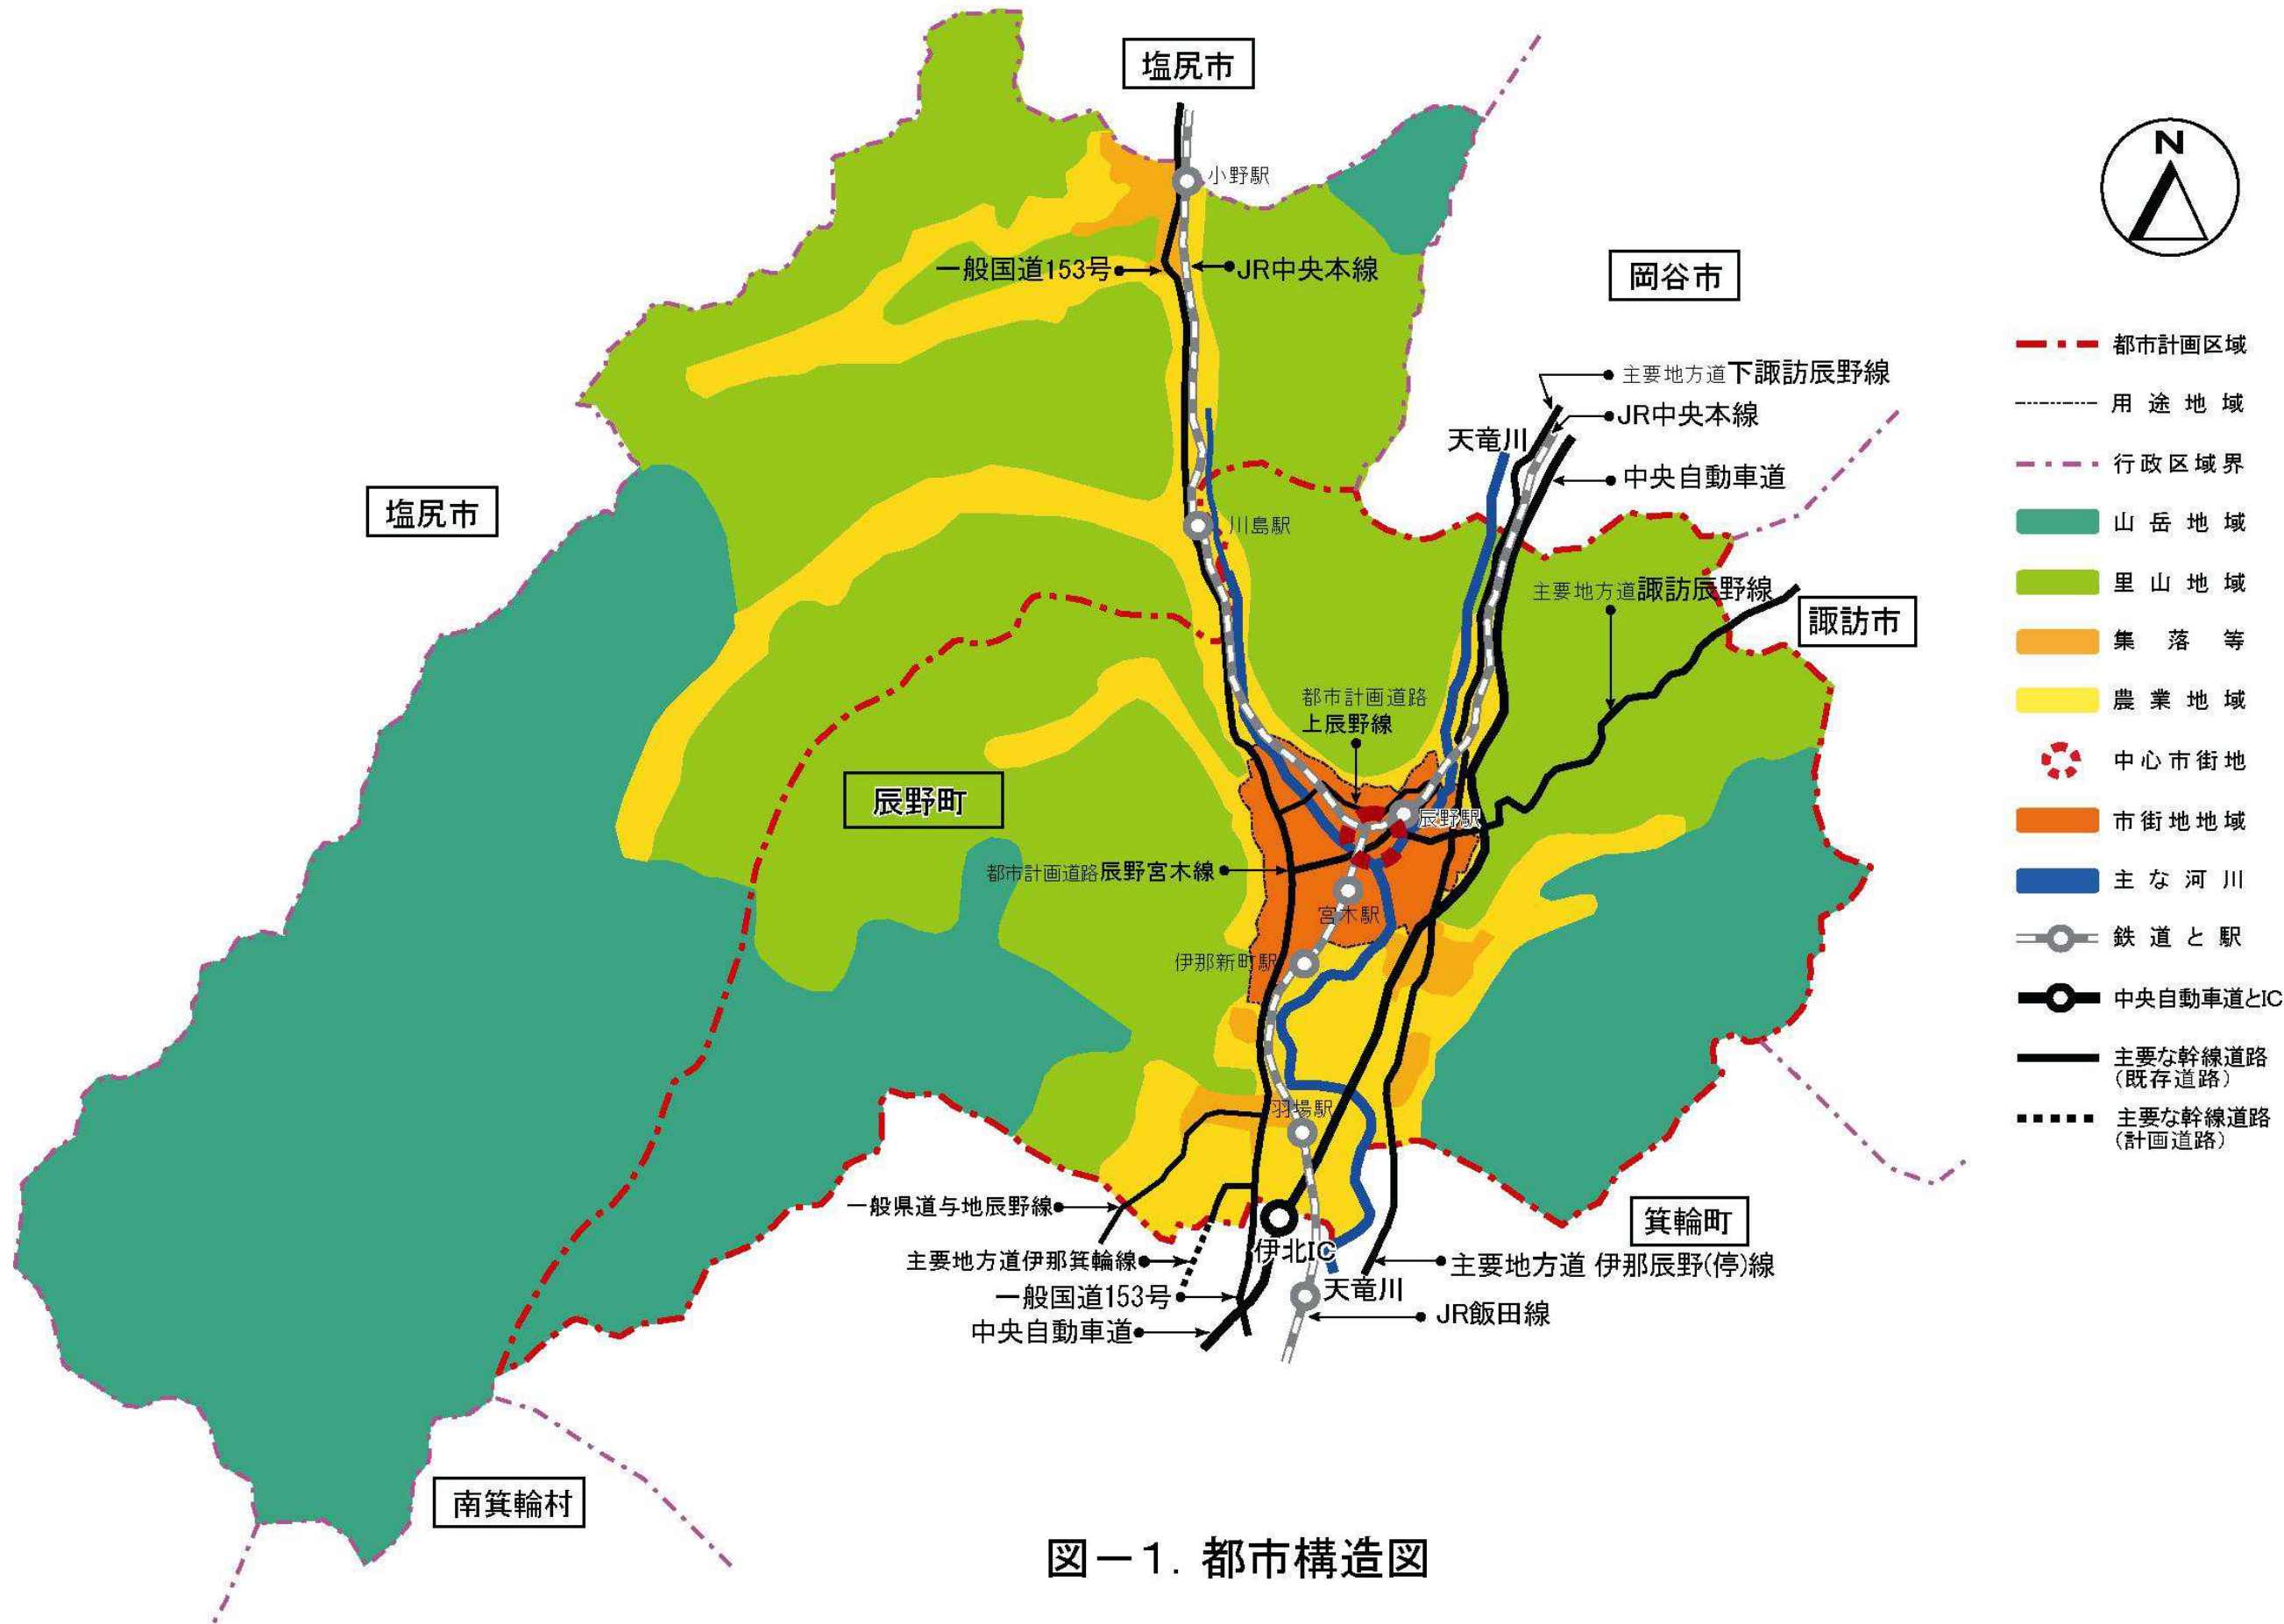 塩尻市
N
小野駅
一般国道153号
JR中央本線
岡谷市
主要地方道下諏訪辰野線
JR中央本線
天竜川
中央自動車道
塩尻市
川島駅
主要地方道諏訪辰野線
諏訪市
都市計画道路
上辰野線
辰野町
辰野駅
都市計画道路辰野宮木線
宮木駅
伊那新町駅
羽場駅
一般県道与地辰野線
箕輪町
主要地方道伊那箕輪線
伊北IC
主要地方道 伊那辰野(停)線
一般国道153号
天竜川
中央自動車道
JR飯田線
南箕輪村
都市計画区域
用途地域
行政区域界
山岳地域
里山地域
集落等
農業地域
中心市街地
市街地地域
主な河川
鉄道と駅
中央自動車道とIC
主要な幹線道路
(既存道路)
主要な幹線道路
(計画道路)
図－1. 都市構造図